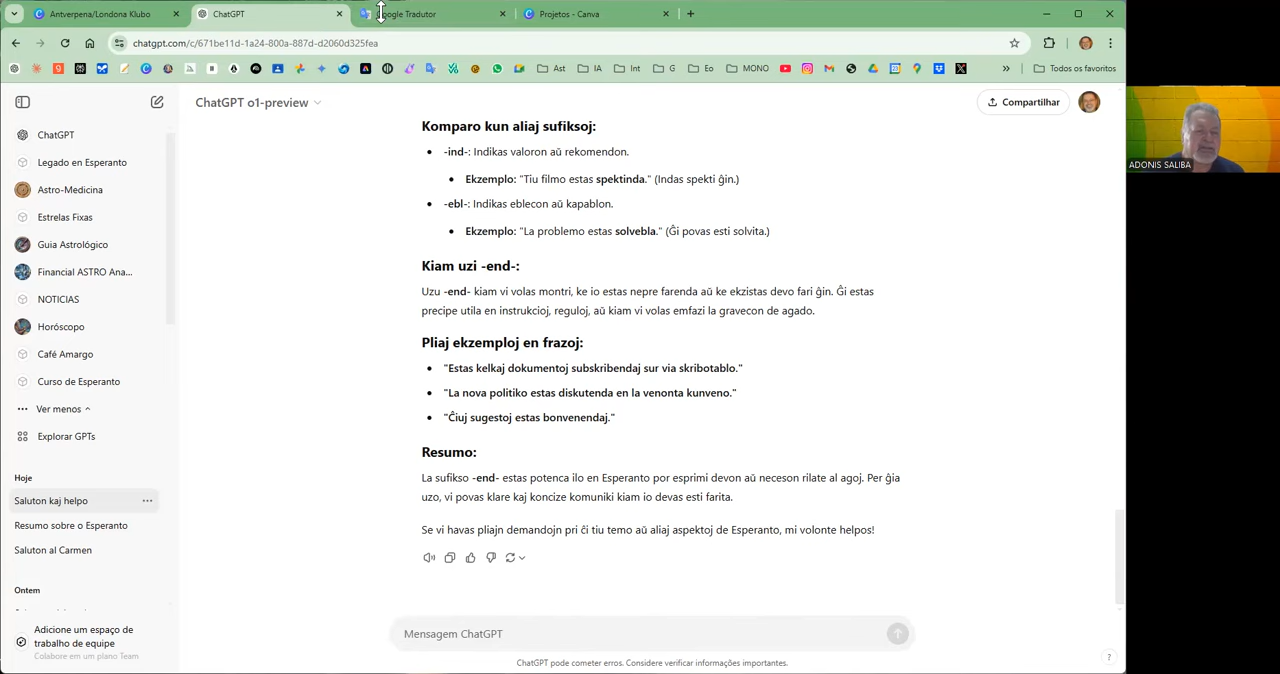 Antverpena/Londona Klubo
ChatGPT
Google Tradutor
Projetos - Canva
chatgpt.com/c/671be11d-1a24-800a-887d-d2060d325fea
Ast
IA
Int
G
Eo
MONO
Todos os favoritos
ChatGPT o1-preview
Compartilhar
ADONIS SALIBA
ChatGPT
Legado en Esperanto
Astro-Medicina
Estrelas Fixas
Guia Astrológico
Financial ASTRO Ana...
NOTICIAS
Horóscopo
Café Amargo
Curso de Esperanto
Ver menos
Explorar GPTs
Hoje
Saluton kaj helpo
Resumo sobre o Esperanto
Saluton al Carmen
Ontem
Adicione um espaço de
trabalho de equipe
Colabore em um plano Team
Komparo kun aliaj sufiksoj:
-ind-: Indikas valoron aŭ rekomendon.
Ekzemplo: "Tiu filmo estas spektinda." (Indas spekti ĝin.)
-ebl-: Indikas eblecon aŭ kapablon.
Ekzemplo: "La problemo estas solvebla." (Ĝi povas esti solvita.)
Kiam uzi -end-:
Uzu -end- kiam vi volas montri, ke io estas nepre farenda aŭ ke ekzistas devo fari ĝin. Ĝi estas
precipe utila en instrukcioj, reguloj, aŭ kiam vi volas emfazi la gravecon de agado.
Pliaj ekzemploj en frazoj:
"Estas kelkaj dokumentoj subskribendaj sur via skribotablo."
"La nova politiko estas diskutenda en la venonta kunveno."
"Ĉiuj sugestoj estas bonvenendaj."
Resumo:
La sufikso -end- estas potenca ilo en Esperanto por esprimi devon aŭ neceson rilate al agoj. Per ĝia
uzo, vi povas klare kaj koncize komuniki kiam io devas esti farita.
Se vi havas pliajn demandojn pri ĉi tiu temo aŭ aliaj aspektoj de Esperanto, mi volonte helpos!
Mensagem ChatGPT
ChatGPT pode cometer erros. Considere verificar informações importantes.